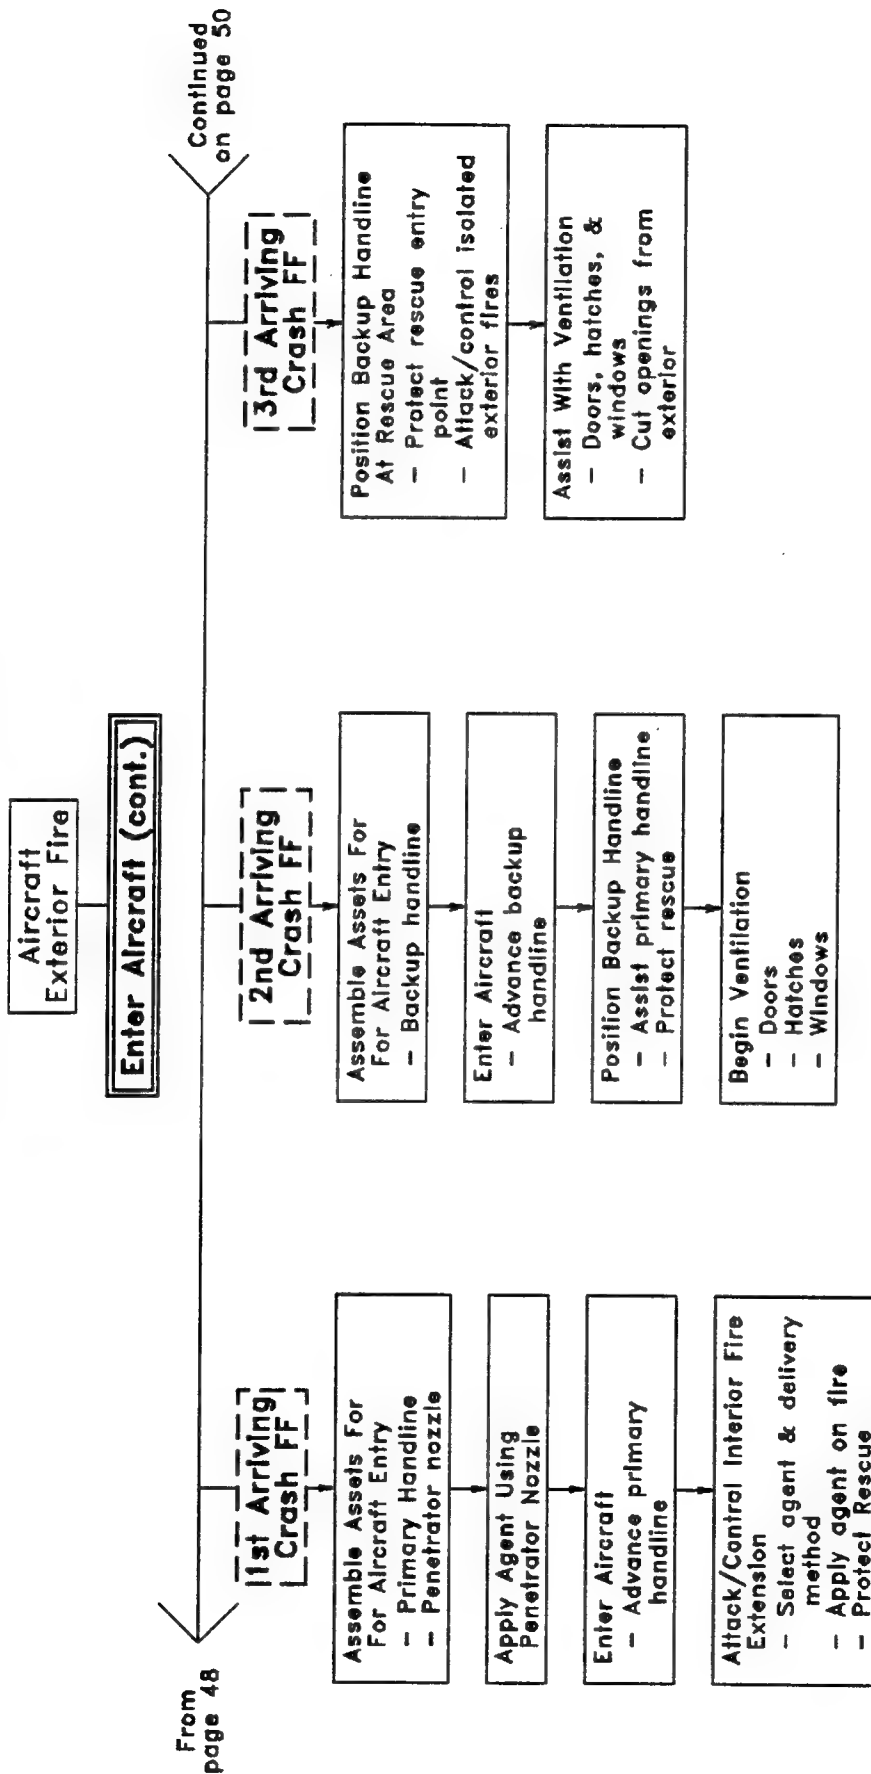 Aircraft
Exterior Fire
Enter Aircraft (cont.)
From
page 48
Continued
on page 50
1st Arriving
Crash FF
Assemble Assets For
For Aircraft Entry
- Primary Handline
- Penetrator nozzle
Apply Agent Using
Penetrator Nozzle
Enter Aircraft
- Advance primary
handline
Attack/Control Interior Fire
Extension
- Select agent & delivery
method
- Apply agent on fire
- Protect Rescue
2nd Arriving
Crash FF
Assemble Assets For
For Aircraft Entry
- Backup handline
Enter Aircraft
- Advance backup
handline
Position Backup Handline
- Assist primary handline
- Protect rescue
Begin Ventilation
- Doors
- Hatches
- Windows
3rd Arriving
Crash FF
Position Backup Handline
At Rescue Area
- Protect rescue entry
point
- Attack/control isolated
exterior fires
Assist With Ventilation
- Doors, hatches, &
windows
- Cut openings from
exterior